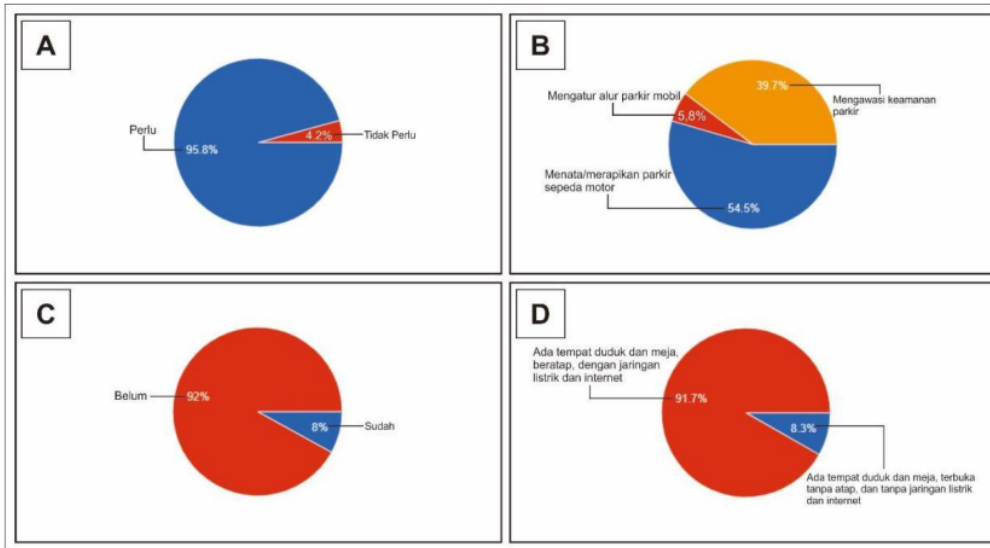 A
Perlu
95.8%
4.2%
Tidak Perlu
B
Mengatur alur parkir mobil
5,8%
39.7%
Mengawasi keamanan
parkir
Menata/merapikan parkir
sepeda motor
54.5%
C
Belum
92%
8%
Sudah
D
Ada tempat duduk dan meja,
beratap, dengan jaringan
listrik dan internet
91.7%
8.3%
Ada tempat duduk dan meja, terbuka
tanpa atap, dan tanpa jaringan listrik
dan internet